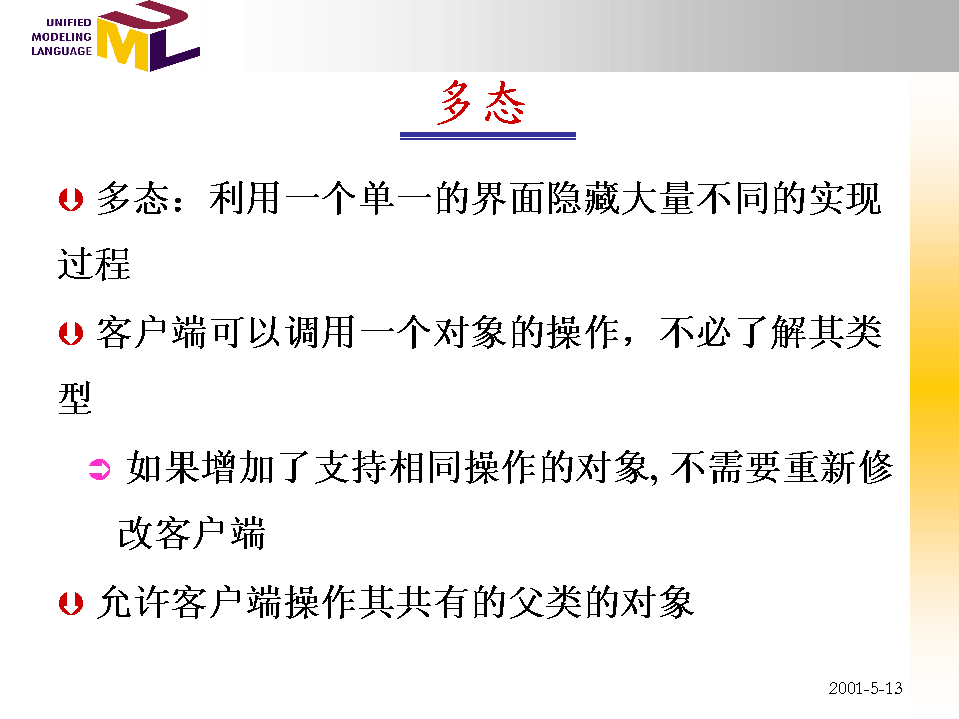 UNIFIED
MODELING
LANGUAGE
UML
多态
多态：利用一个单一的界面隐藏大量不同的实现
过程
客户端可以调用一个对象的操作，不必了解其类
型
如果增加了支持相同操作的对象, 不需要重新修
改客户端
允许客户端操作其共有的父类的对象
2001-5-13